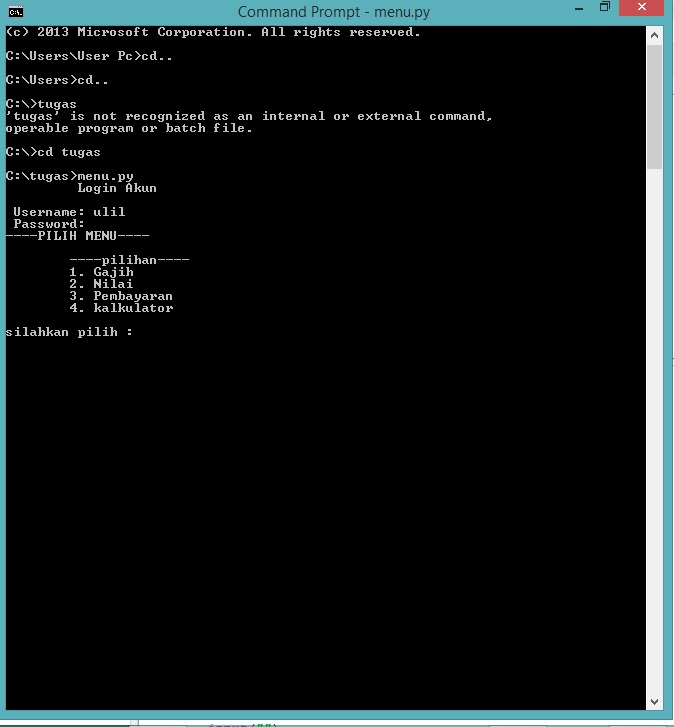 Command Prompt - menu.py
(c) 2013 Microsoft Corporation. All rights reserved.
C:\Users\User Pc>cd..
C:\Users>cd..
C:\>tugas
'tugas' is not recognized as an internal or external command,
operable program or batch file.
C:\>cd tugas
C:\tugas>menu.py
Login Akun
Username: ulil
Password:
----PILIH MENU----
----pilihan----
1. Gajih
2. Nilai
3. Pembayaran
4. kalkulator
silahkan pilih :